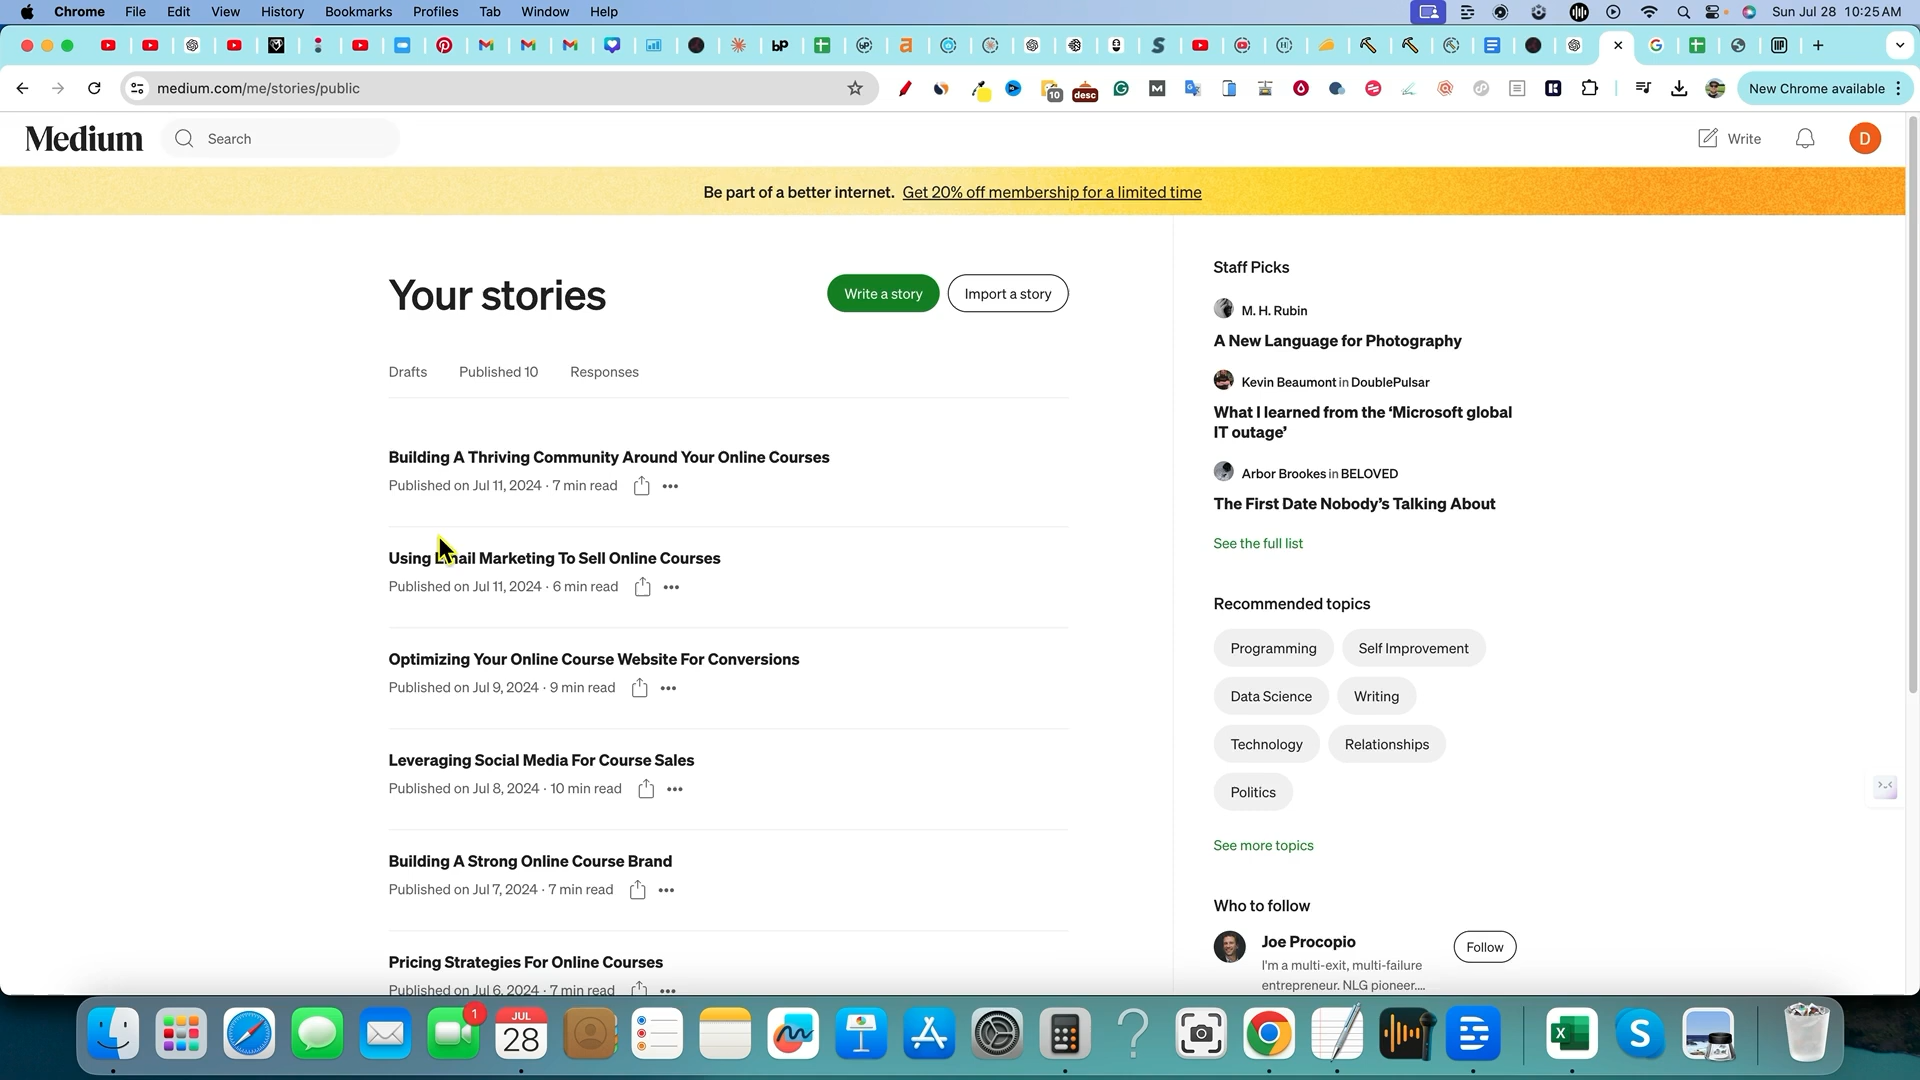 Chrome File Edit View History Bookmarks Profiles Tab Window Help Sun Jul 28 10:25 AM
medium.com/me/stories/public
10
desc
New Chrome available
Medium
Search
Write
D
Be part of a better internet. Get 20% off membership for a limited time
Your stories
Write a story
Import a story
Drafts
Published 10
Responses
Building A Thriving Community Around Your Online Courses
Published on Jul 11, 2024 · 7 min read
Using Email Marketing To Sell Online Courses
Published on Jul 11, 2024 · 6 min read
Optimizing Your Online Course Website For Conversions
Published on Jul 9, 2024 · 9 min read
Leveraging Social Media For Course Sales
Published on Jul 8, 2024 · 10 min read
Building A Strong Online Course Brand
Published on Jul 7, 2024 · 7 min read
Pricing Strategies For Online Courses
Published on Jul 6, 2024 · 7 min read
Staff Picks
M. H. Rubin
A New Language for Photography
Kevin Beaumont in DoublePulsar
What I learned from the ‘Microsoft global
IT outage’
Arbor Brookes in BELOVED
The First Date Nobody’s Talking About
See the full list
Recommended topics
Programming
Self Improvement
Data Science
Writing
Technology
Relationships
Politics
See more topics
Who to follow
Joe Procopio
Follow
I'm a multi-exit, multi-failure
entrepreneur. NLG pioneer....
1
JUL
28